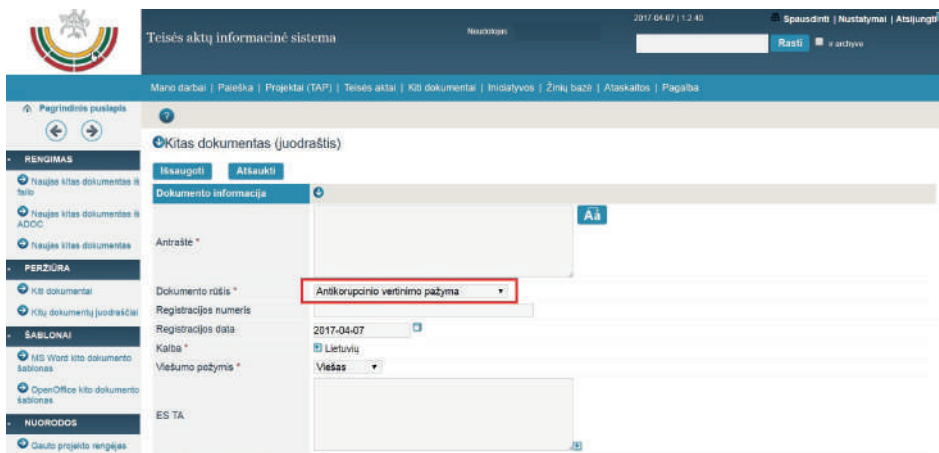 2017-04-07 | 1.2.40
Spausdinti | Nustatymai | Atsijungti
Teisės aktų informacinė sistema
Naudotojas
Rasti
ir archyve
Mano darbai | Paieška | Projektai (TAP) | Teisės aktai | Kiti dokumentai | Iniciatyvos | Žinių bazė | Ataskaitos | Pagalba
Pagrindinis puslapis
?
Kitas dokumentas (juodraštis)
RENGIMAS
Išsaugoti
Atšaukti
Naujas kitas dokumentas iš
failo
Dokumento informacija
Naujas kitas dokumentas iš
ADOC
Aa
Naujas kitas dokumentas
Antraštė *
PERŽIŪRA
Kiti dokumentai
Dokumento rūšis *
Antikorupcinio vertinimo pažyma
Kitų dokumentų juodraščiai
Registracijos numeris
ŠABLONAI
Registracijos data
2017-04-07
Kalba *
Lietuvių
MS Word kito dokumento
šablonas
Viešumo požymis *
Viešas
OpenOffice kito dokumento
šablonas
ES TA
NUORODOS
Gauto projekto rengėjas